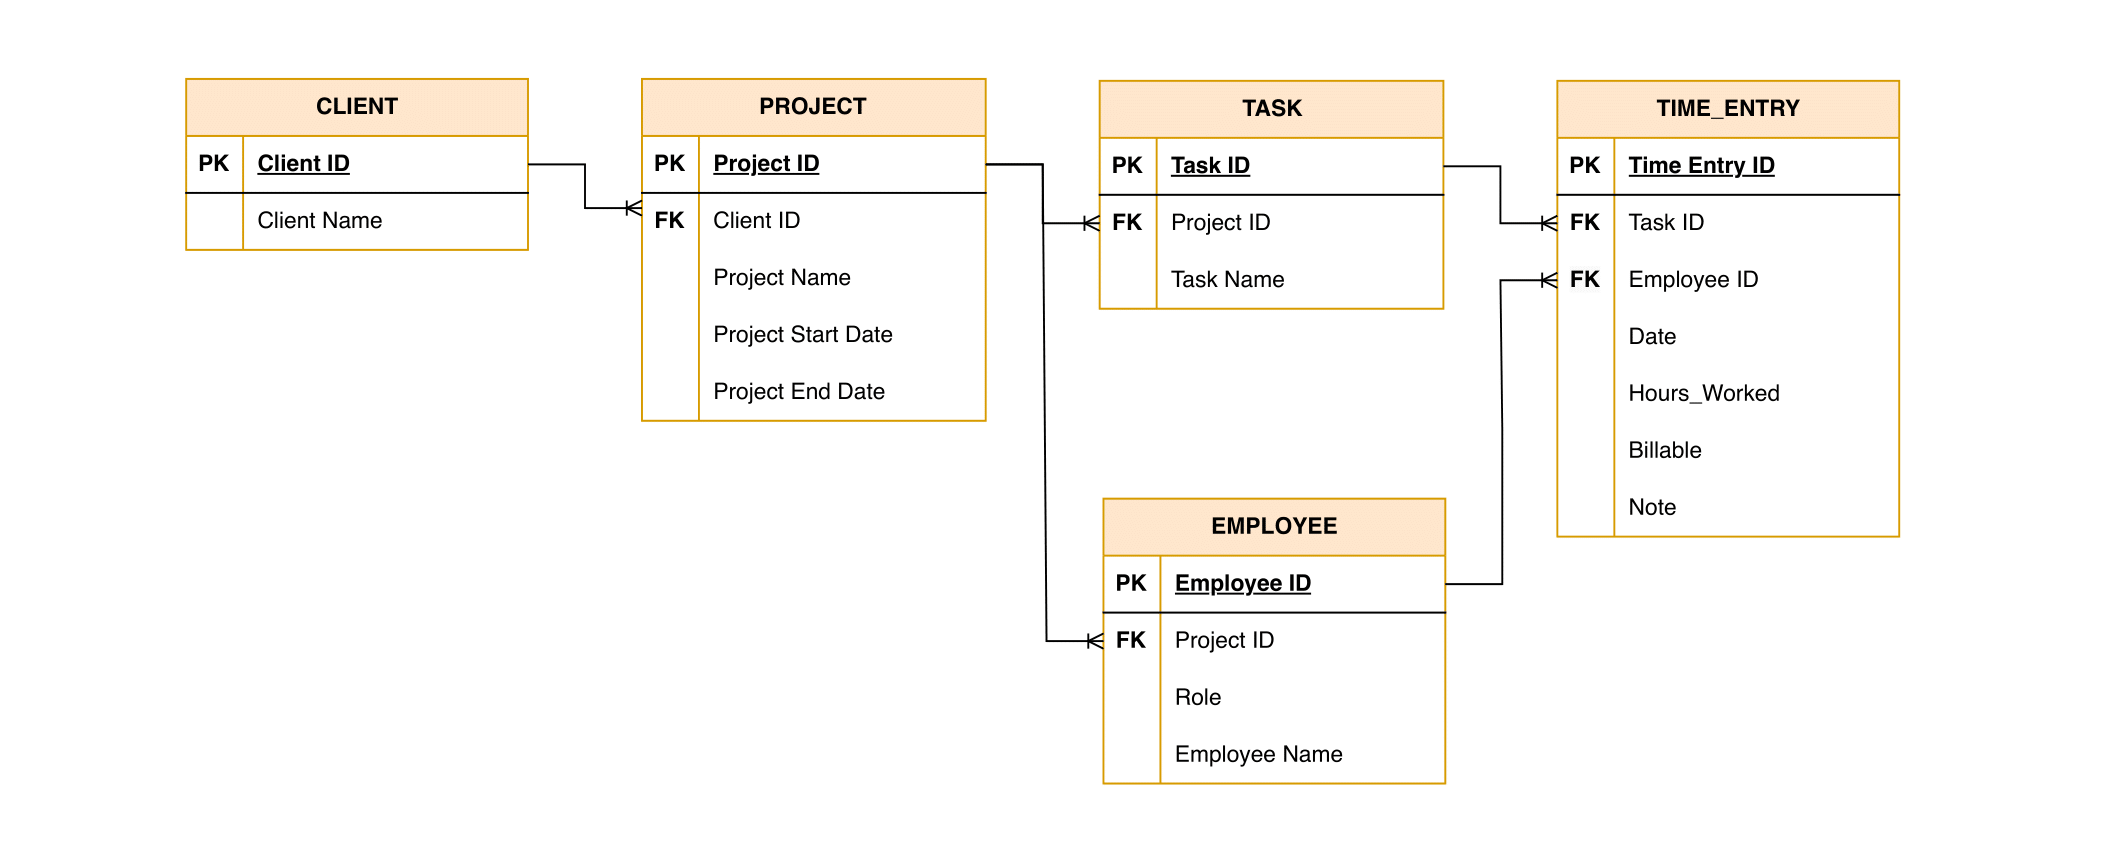 CLIENT
PK Client ID
Client Name
PROJECT
PK Project ID
FK Client ID
Project Name
Project Start Date
Project End Date
TASK
PK Task ID
FK Project ID
Task Name
TIME_ENTRY
PK Time Entry ID
FK Task ID
FK Employee ID
Date
Hours_Worked
Billable
Note
EMPLOYEE
PK Employee ID
FK Project ID
Role
Employee Name